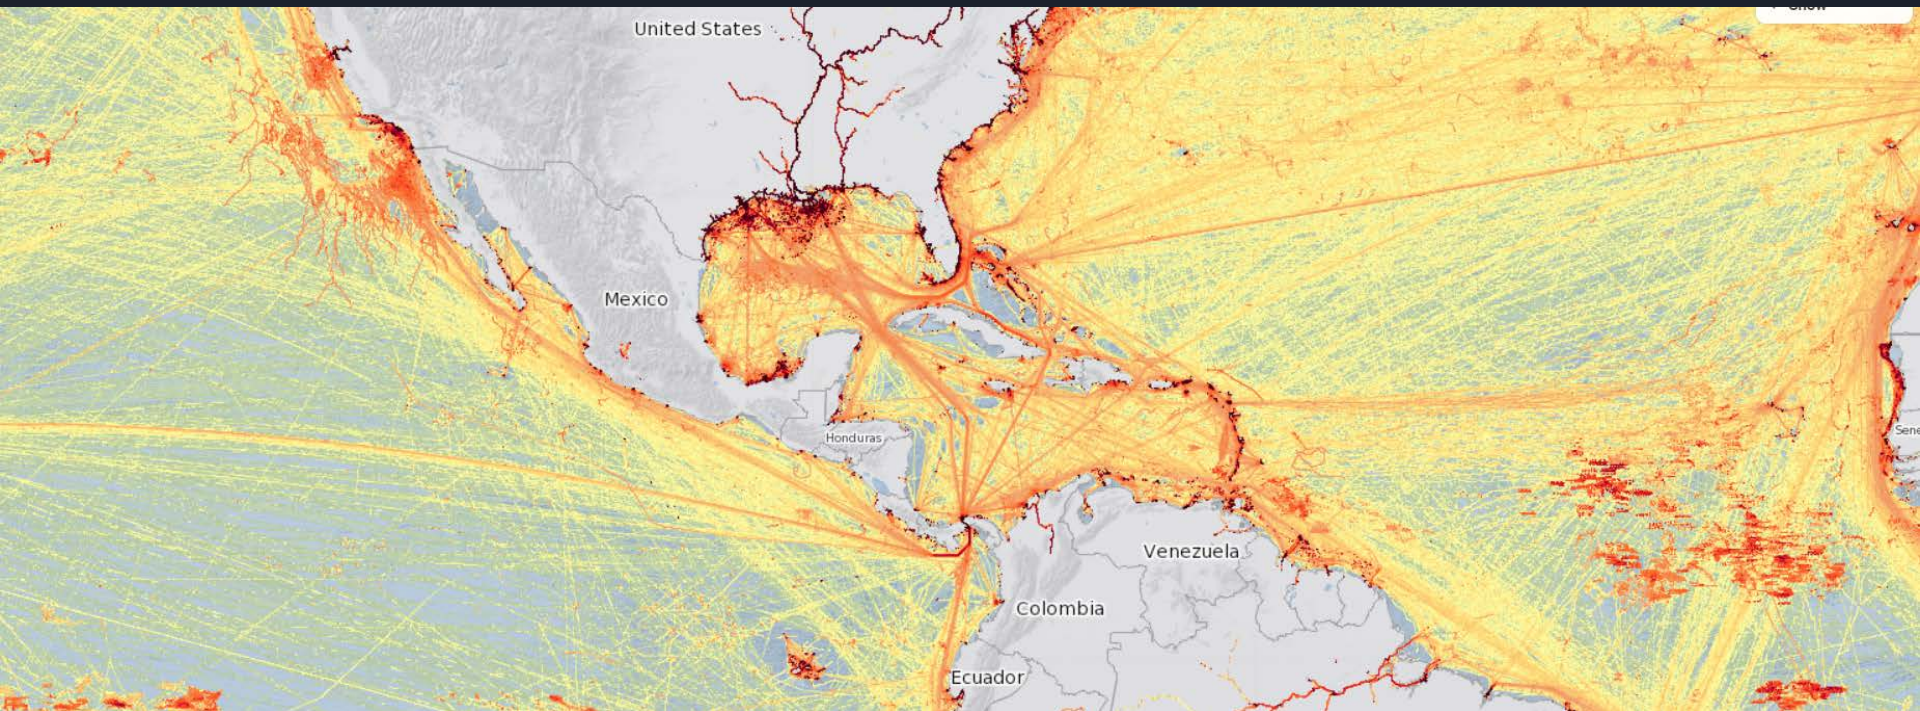 United States
Mexico
Honduras
Venezuela
Colombia
Ecuador